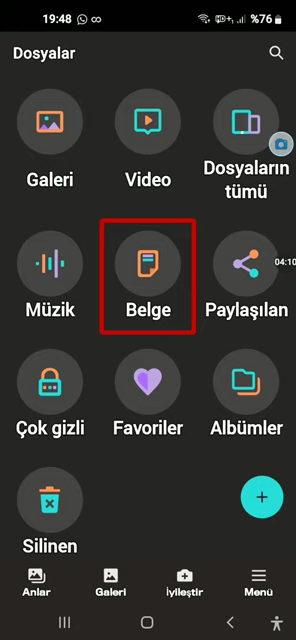 19:48 %76
Dosyalar
Galeri Video Dosyaların
tümü
Müzik Belge Paylaşılan
04:10
Çok gizli Favoriler Albümler
Silinen
Anlar Galeri İyileştir Menü